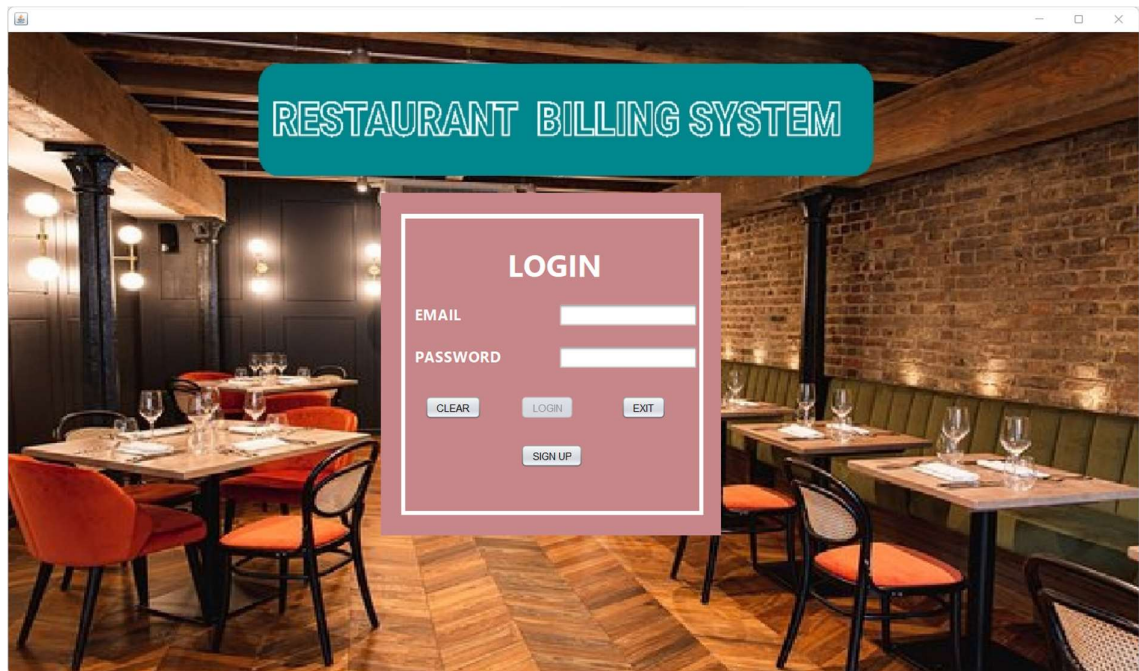 RESTAURANT BILLING SYSTEM
LOGIN
EMAIL
PASSWORD
CLEAR LOGIN EXIT
SIGN UP